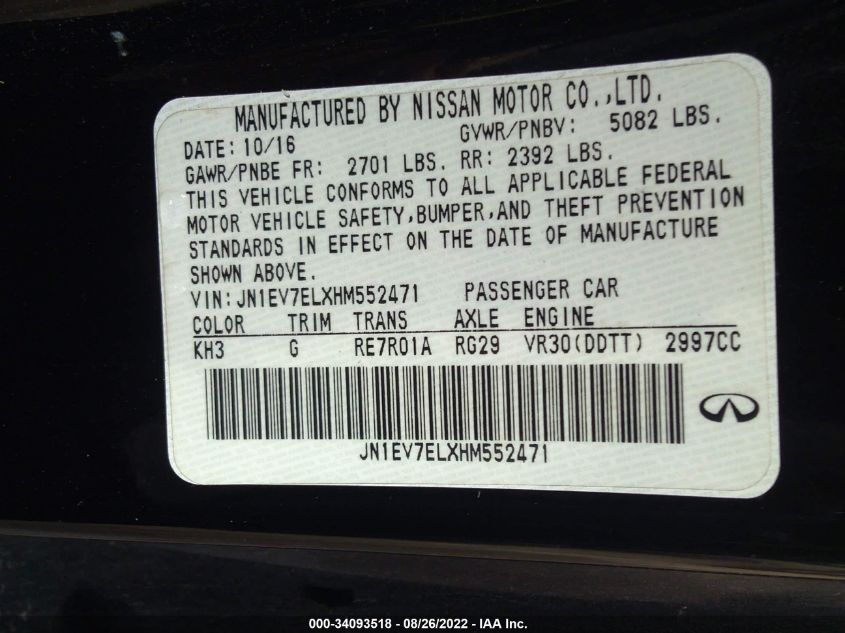 MANUFACTURED BY NISSAN MOTOR CO.,LTD.
DATE: 10/16 GVWR/PNBV: 5082 LBS.
GAWR/PNBE FR: 2701 LBS. RR: 2392 LBS.
THIS VEHICLE CONFORMS TO ALL APPLICABLE FEDERAL
MOTOR VEHICLE SAFETY,BUMPER,AND THEFT PREVENTION
STANDARDS IN EFFECT ON THE DATE OF MANUFACTURE
SHOWN ABOVE.
VIN:JN1EV7ELXHM552471 PASSENGER CAR
COLOR TRIM TRANS AXLE ENGINE
KH3 G RE7R01A RG29 VR30(DDTT) 2997CC
JN1EV7ELXHM552471
000-34093518 - 08/26/2022 - IAA Inc.